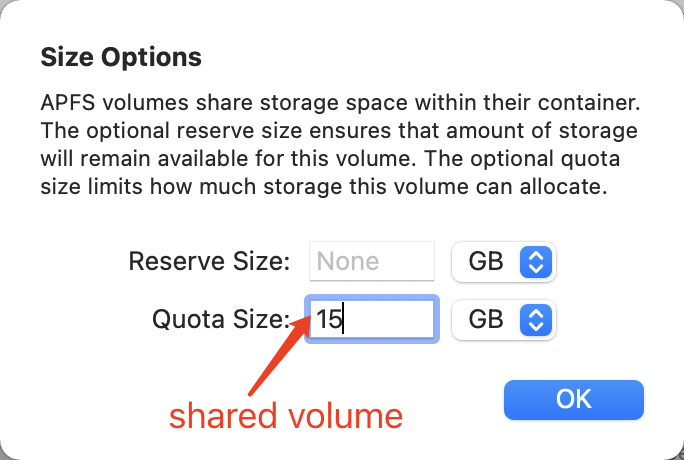 Size Options
APFS volumes share storage space within their container.
The optional reserve size ensures that amount of storage
will remain available for this volume. The optional quota
size limits how much storage this volume can allocate.
Reserve Size: None GB
Quota Size: 15 GB
shared volume
OK